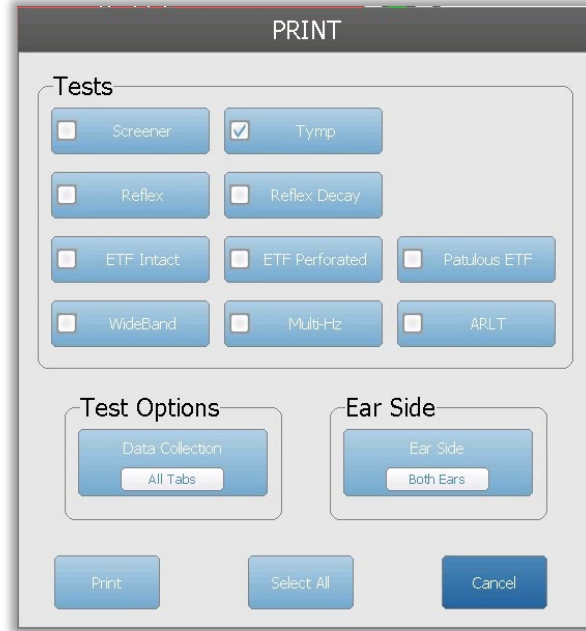 PRINT
Tests
Screener
Tymp
Reflex
Reflex Decay
ETF Intact
ETF Perforated
Patulous ETF
WideBand
Multi-Hz
ARLT
Test Options
Data Collection
All Tabs
Ear Side
Ear Side
Both Ears
Print
Select All
Cancel